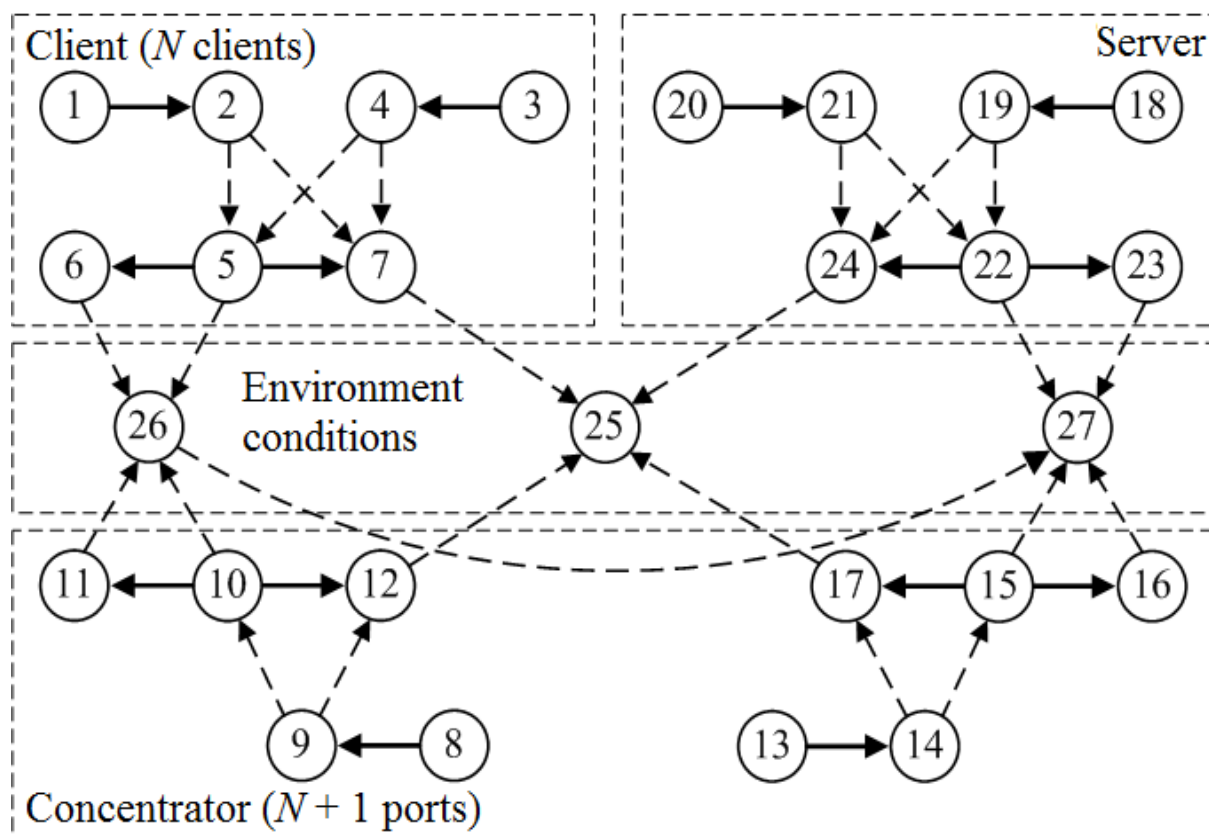 Client (N clients)
Server
1 2 4 3 20 21 19 18
6 5 7 24 22 23
Environment
conditions
26 25 27
11 10 12 17 15 16
9 8 13 14
Concentrator (N + 1 ports)